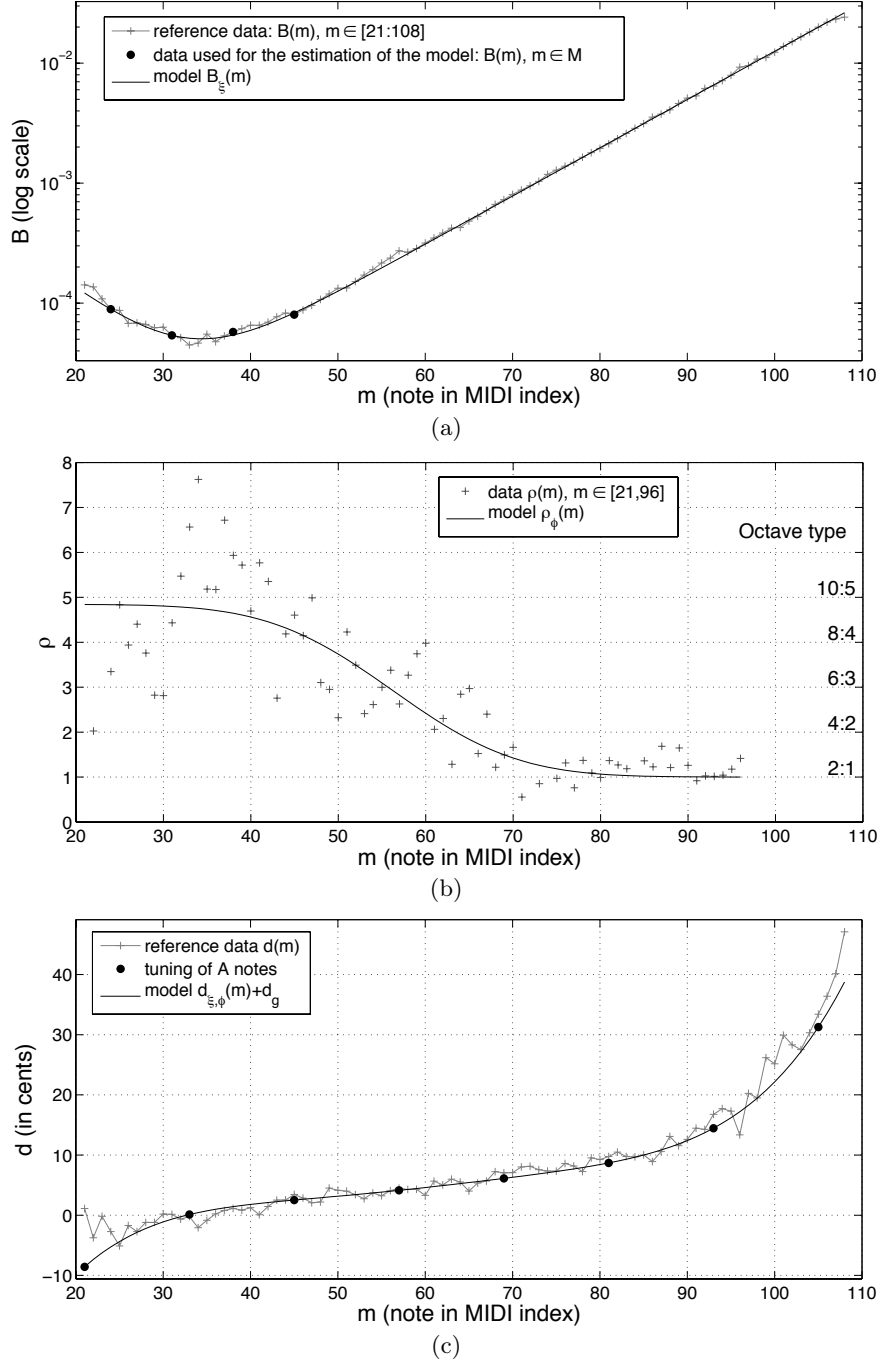 reference data: B(m), m ∈ [21:108]
data used for the estimation of the model: B(m), m ∈ M
model B_ξ(m)
10⁻²
10⁻³
10⁻⁴
B (log scale)
20 30 40 50 60 70 80 90 100 110
m (note in MIDI index)
(a)
data ρ(m), m ∈ [21,96]
model ρ_ϕ(m)
Octave type
10:5
8:4
6:3
4:2
2:1
8
7
6
5
4
3
2
1
0
ρ
20 30 40 50 60 70 80 90 100 110
m (note in MIDI index)
(b)
reference data d(m)
tuning of A notes
model d_ξ,ϕ(m)+d_g
40
30
20
10
0
−10
d (in cents)
20 30 40 50 60 70 80 90 100 110
m (note in MIDI index)
(c)